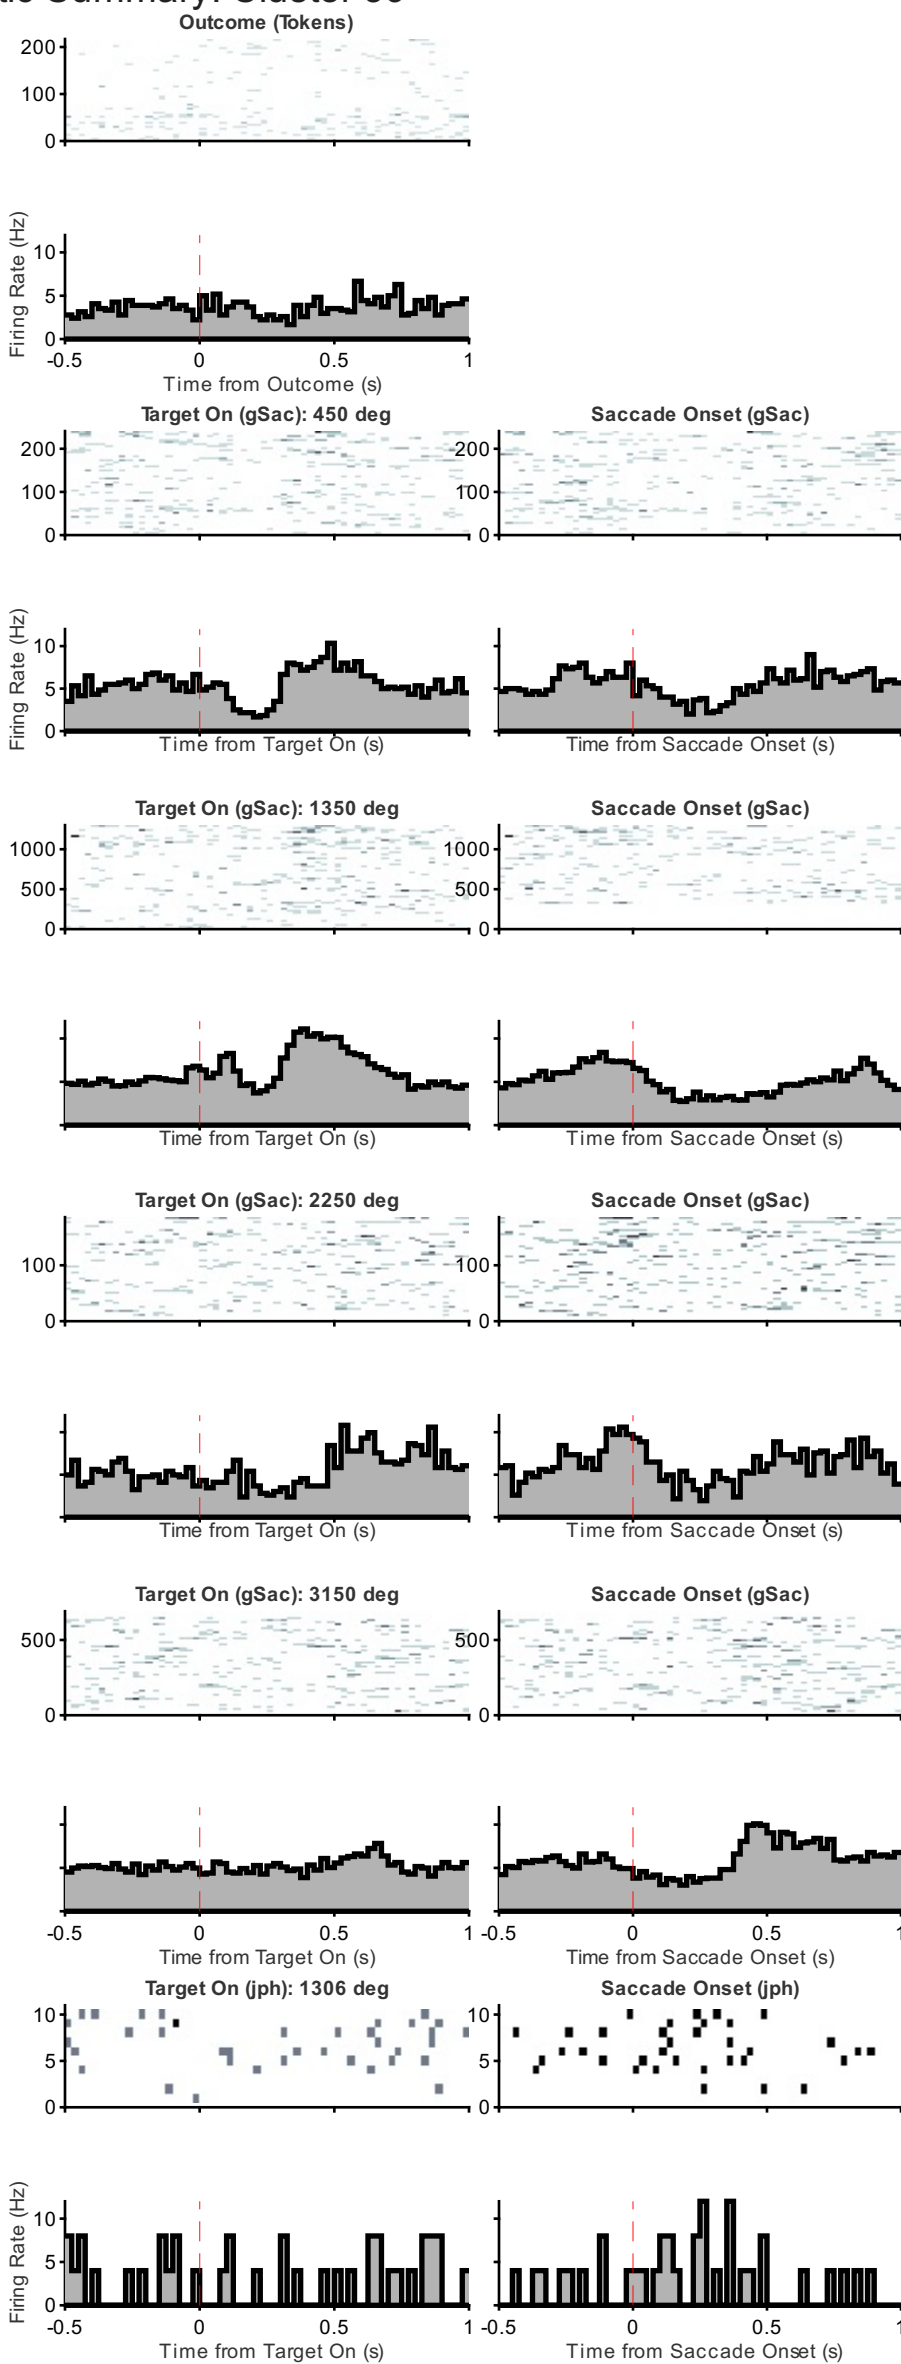 Summary: Cluster
Outcome (Tokens)
200
100
0
Firing Rate (Hz)
10
5
0
-0.5 0 0.5 1
Time from Outcome (s)
Target On (gSac): 450 deg Saccade Onset (gSac)
200 200
100 100
0 0
Firing Rate (Hz)
10
5
0
Time from Target On (s) Time from Saccade Onset (s)
Target On (gSac): 1350 deg Saccade Onset (gSac)
1000 1000
500 500
0 0
Time from Target On (s) Time from Saccade Onset (s)
Target On (gSac): 2250 deg Saccade Onset (gSac)
100 100
0 0
Time from Target On (s) Time from Saccade Onset (s)
Target On (gSac): 3150 deg Saccade Onset (gSac)
500 500
0 0
-0.5 0 0.5 1 -0.5 0 0.5 1
Time from Target On (s) Time from Saccade Onset (s)
Target On (jph): 1306 deg Saccade Onset (jph)
10 10
5 5
0 0
Firing Rate (Hz)
10
5
0
-0.5 0 0.5 1 -0.5 0 0.5 1
Time from Target On (s) Time from Saccade Onset (s)